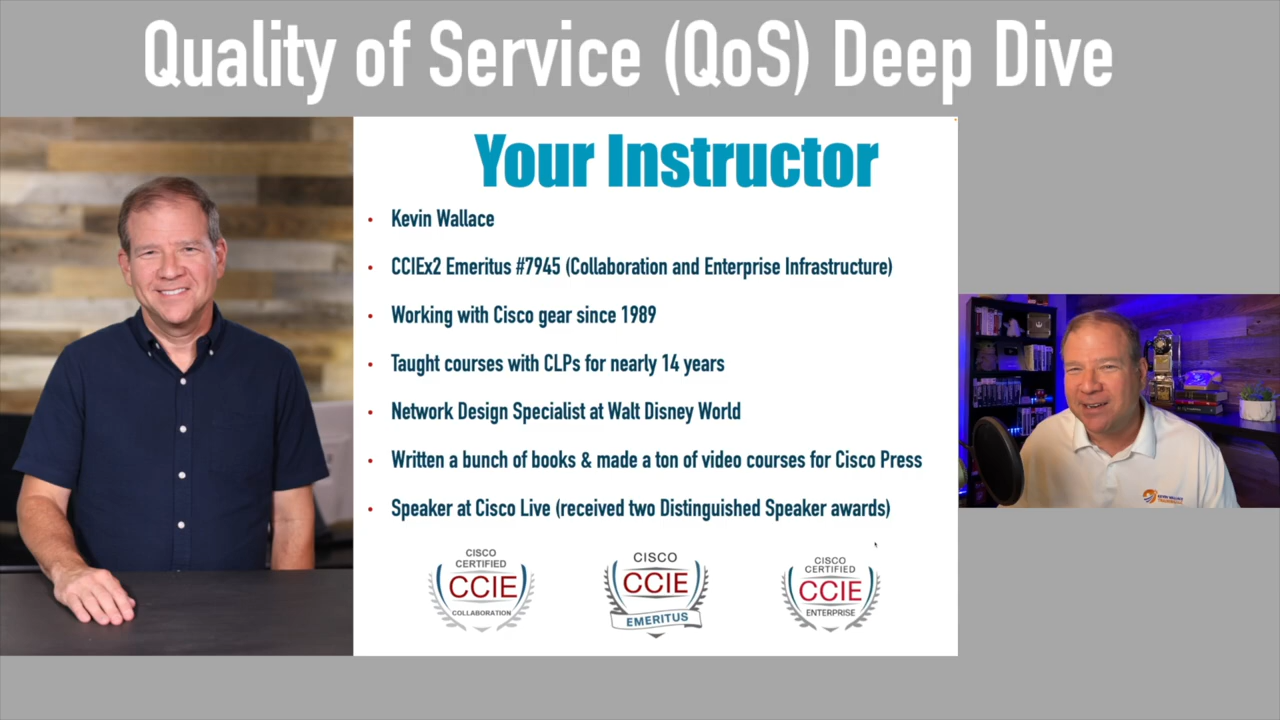 Quality of Service (QoS) Deep Dive
Your Instructor
• Kevin Wallace
• CCIEx2 Emeritus #7945 (Collaboration and Enterprise Infrastructure)
• Working with Cisco gear since 1989
• Taught courses with CLPs for nearly 14 years
• Network Design Specialist at Walt Disney World
• Written a bunch of books & made a ton of video courses for Cisco Press
• Speaker at Cisco Live (received two Distinguished Speaker awards)
CISCO
CERTIFIED
CCIE
COLLABORATION
CISCO
CCIE
EMERITUS
CISCO
CERTIFIED
CCIE
ENTERPRISE
KEVIN WALLACE